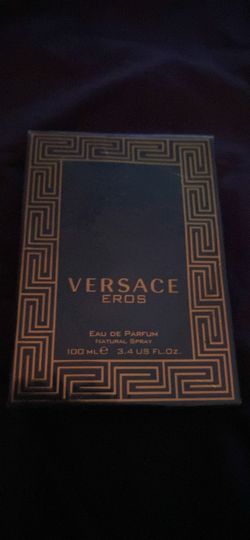 VERSACE
EROS
EAU DE PARFUM
NATURAL SPRAY
100 ML ℮ 3.4 US FL.OZ.